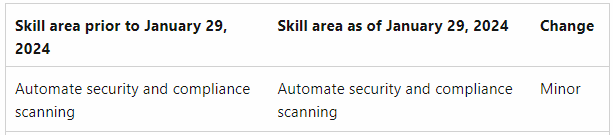 Skill area prior to January 29, 2024
Skill area as of January 29, 2024
Change
Automate security and compliance scanning
Automate security and compliance scanning
Minor